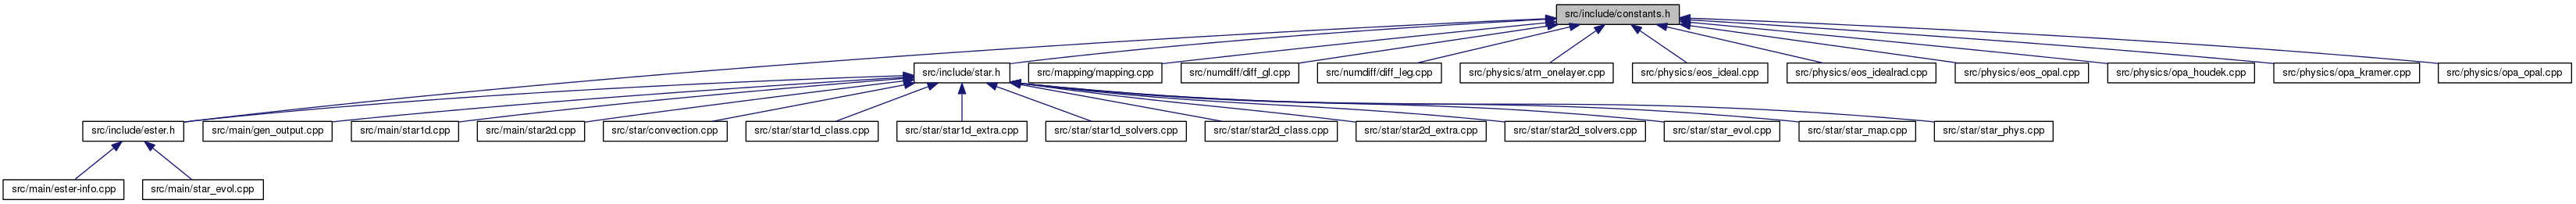 src/include/constants.h
src/include/star.h
src/mapping/mapping.cpp
src/numdiff/diff_gl.cpp
src/numdiff/diff_leg.cpp
src/physics/atm_onelayer.cpp
src/physics/eos_ideal.cpp
src/physics/eos_idealrad.cpp
src/physics/eos_opal.cpp
src/physics/opa_houdek.cpp
src/physics/opa_kramer.cpp
src/physics/opa_opal.cpp
src/include/ester.h
src/main/gen_output.cpp
src/main/star1d.cpp
src/main/star2d.cpp
src/star/convection.cpp
src/star/star1d_class.cpp
src/star/star1d_extra.cpp
src/star/star1d_solvers.cpp
src/star/star2d_class.cpp
src/star/star2d_extra.cpp
src/star/star2d_solvers.cpp
src/star/star_evol.cpp
src/star/star_map.cpp
src/star/star_phys.cpp
src/main/ester-info.cpp
src/main/star_evol.cpp